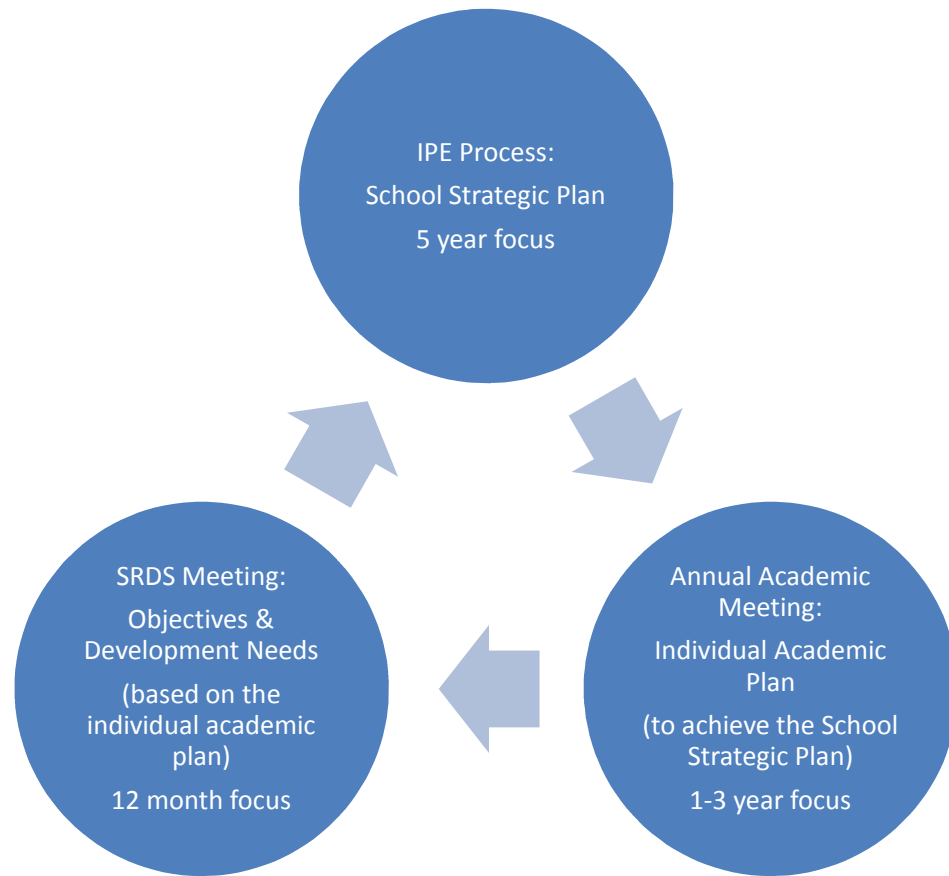 IPE Process:
School Strategic Plan
5 year focus
Annual Academic
Meeting:
Individual Academic
Plan
(to achieve the School
Strategic Plan)
1-3 year focus
SRDS Meeting:
Objectives &
Development Needs
(based on the
individual academic
plan)
12 month focus